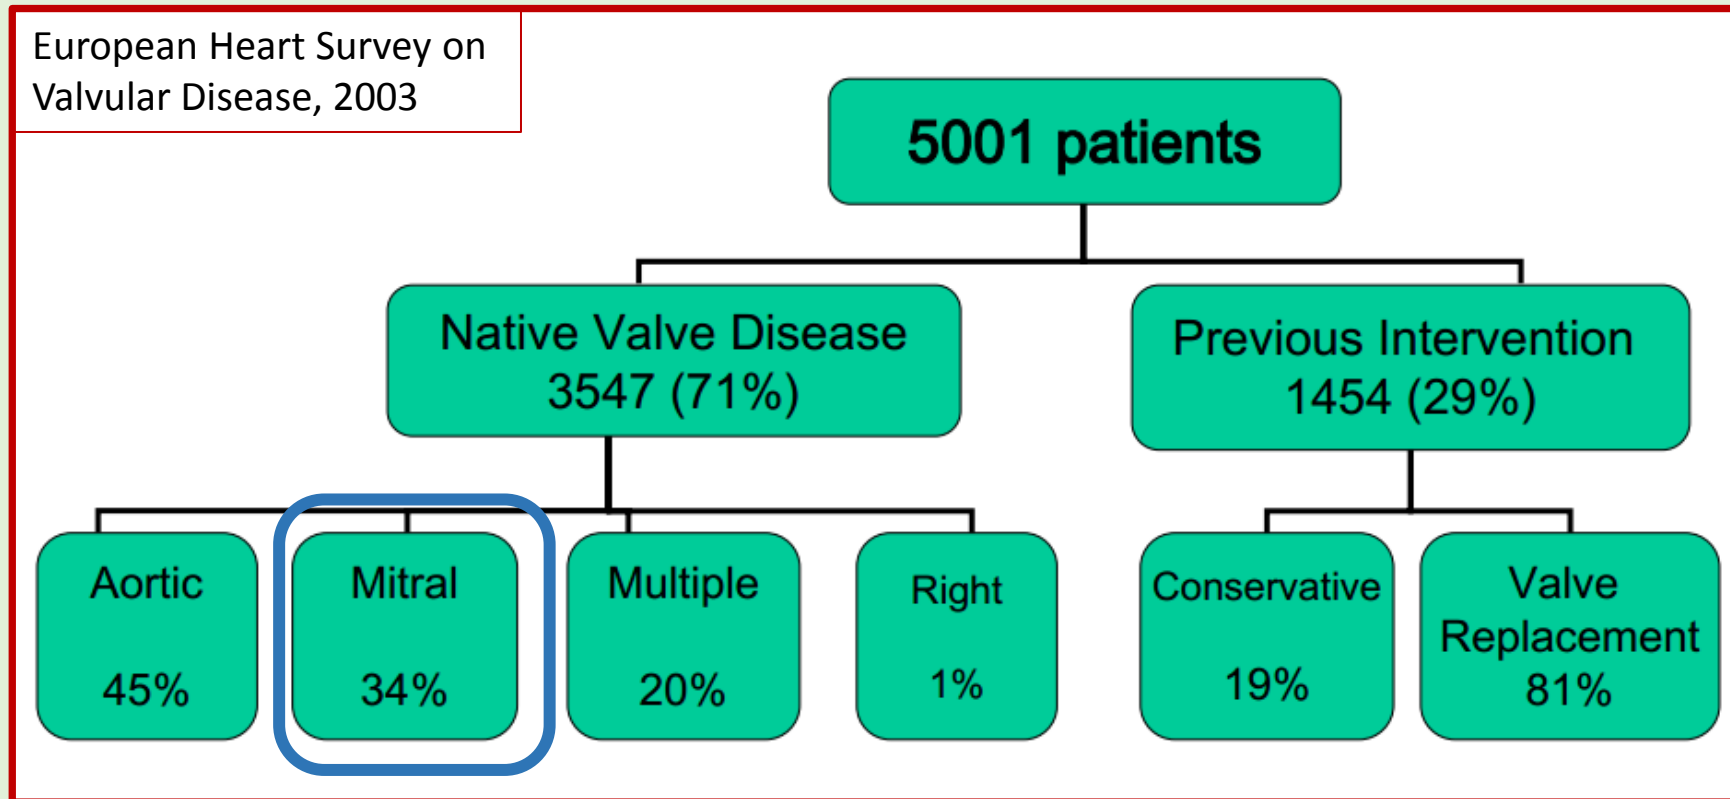 European Heart Survey on
Valvular Disease, 2003
5001 patients
Native Valve Disease
3547 (71%)
Previous Intervention
1454 (29%)
Aortic
45%
Mitral
34%
Multiple
20%
Right
1%
Conservative
19%
Valve
Replacement
81%